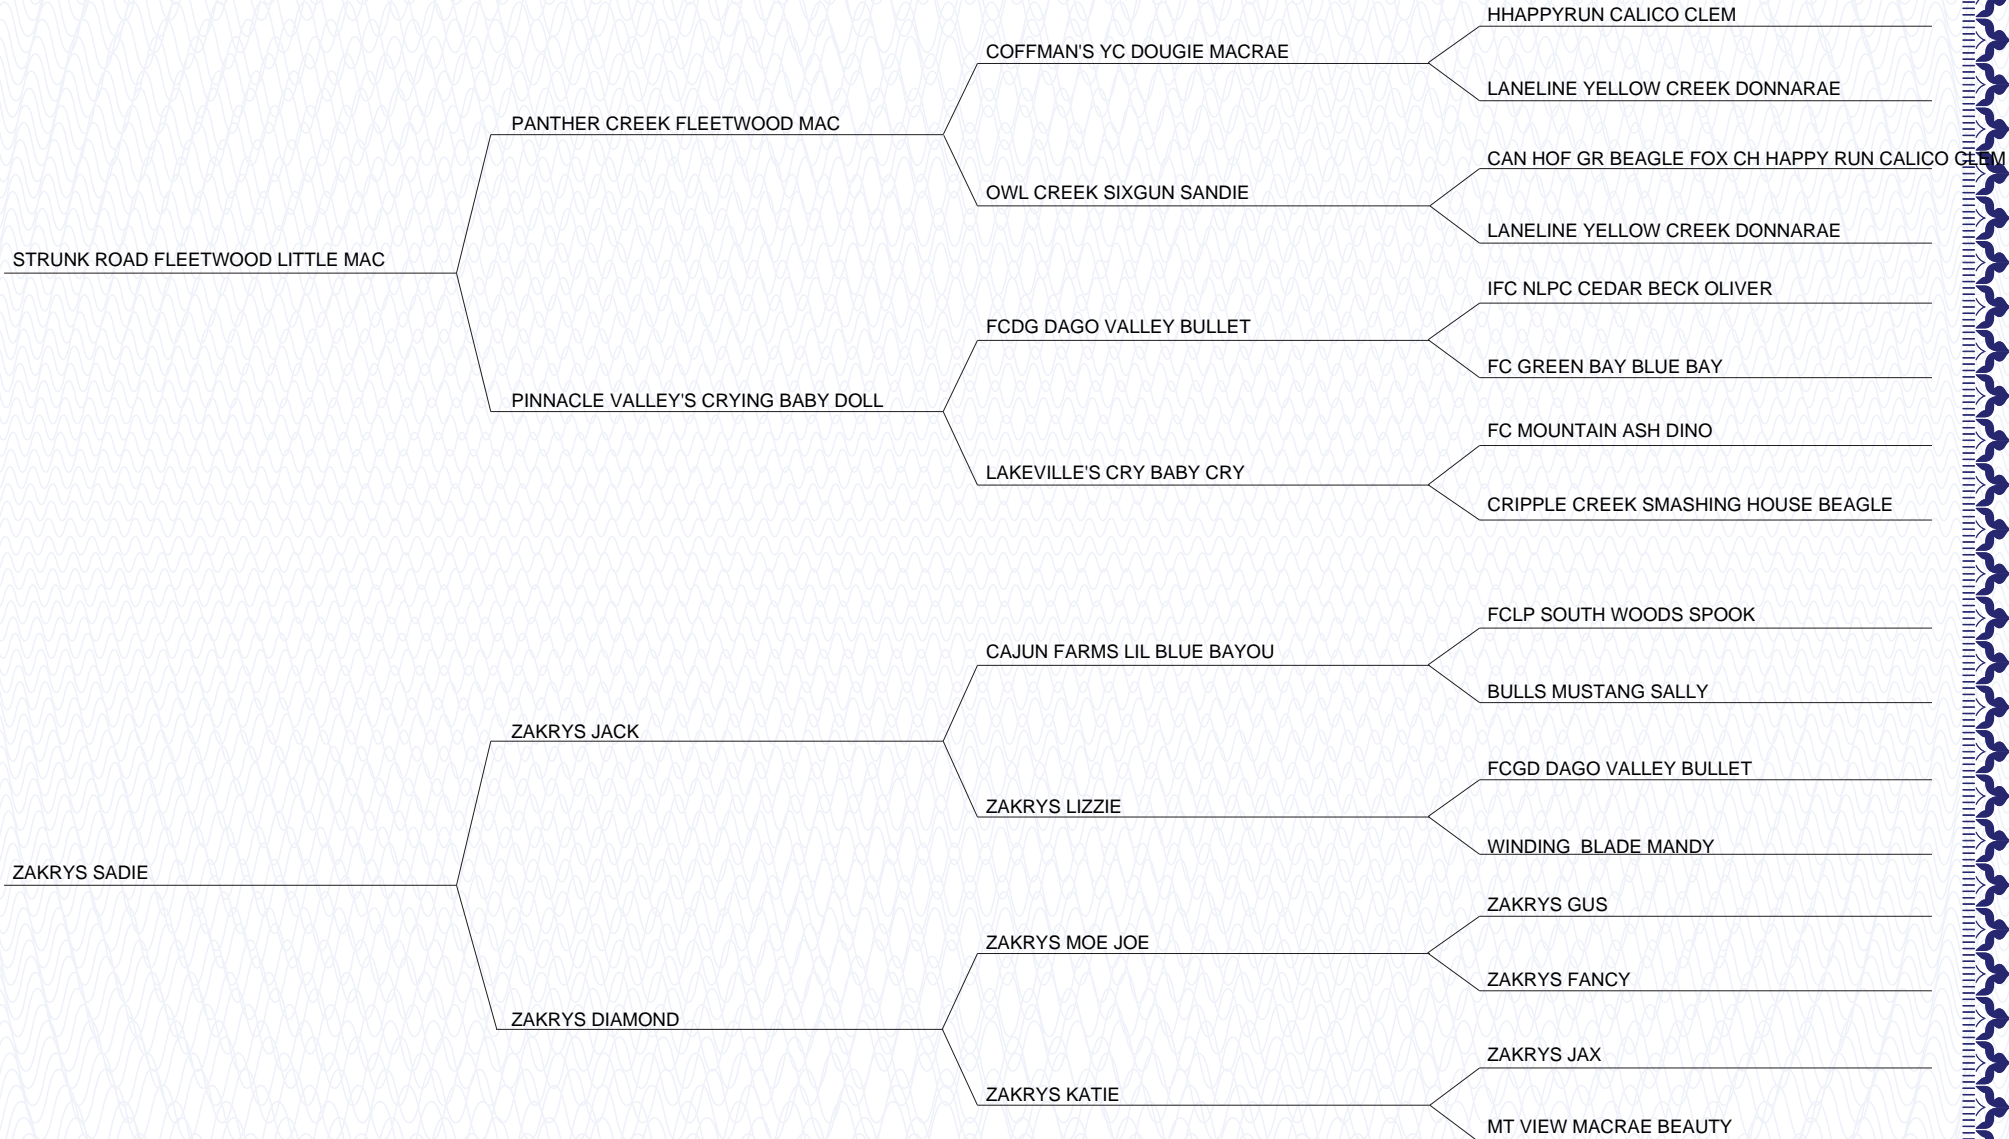 HHAPPYRUN CALICO CLEM
COFFMAN'S YC DOUGIE MACRAE
LANELINE YELLOW CREEK DONNARAE
PANTHER CREEK FLEETWOOD MAC
CAN HOF GR BEAGLE FOX CH HAPPY RUN CALICO CLEM
OWL CREEK SIXGUN SANDIE
LANELINE YELLOW CREEK DONNARAE
STRUNK ROAD FLEETWOOD LITTLE MAC
IFC NLPC CEDAR BECK OLIVER
FCDG DAGO VALLEY BULLET
FC GREEN BAY BLUE BAY
PINNACLE VALLEY'S CRYING BABY DOLL
FC MOUNTAIN ASH DINO
LAKEVILLE'S CRY BABY CRY
CRIPPLE CREEK SMASHING HOUSE BEAGLE
FCLP SOUTH WOODS SPOOK
CAJUN FARMS LIL BLUE BAYOU
BULLS MUSTANG SALLY
ZAKRYS JACK
FCGD DAGO VALLEY BULLET
ZAKRYS LIZZIE
WINDING  BLADE MANDY
ZAKRYS SADIE
ZAKRYS GUS
ZAKRYS MOE JOE
ZAKRYS FANCY
ZAKRYS DIAMOND
ZAKRYS JAX
ZAKRYS KATIE
MT VIEW MACRAE BEAUTY